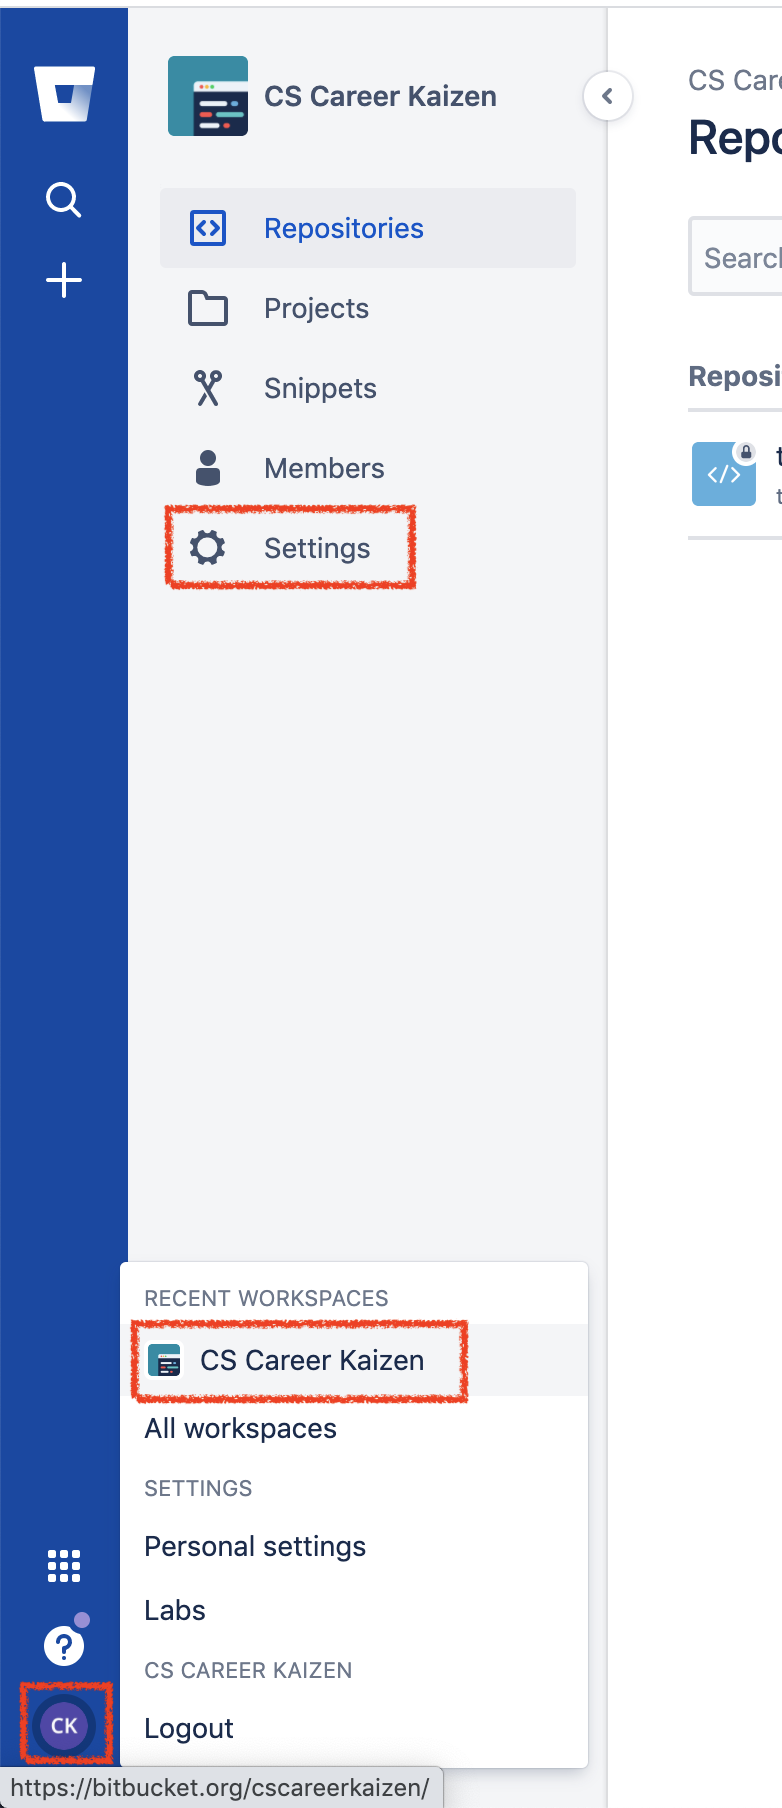 CS Career Kaizen
Repositories
Projects
Snippets
Members
Settings
CS Care
Repo
Search
Reposi
t
t
RECENT WORKSPACES
CS Career Kaizen
All workspaces
SETTINGS
Personal settings
Labs
CS CAREER KAIZEN
Logout
CK
https://bitbucket.org/cscareerkaizen/